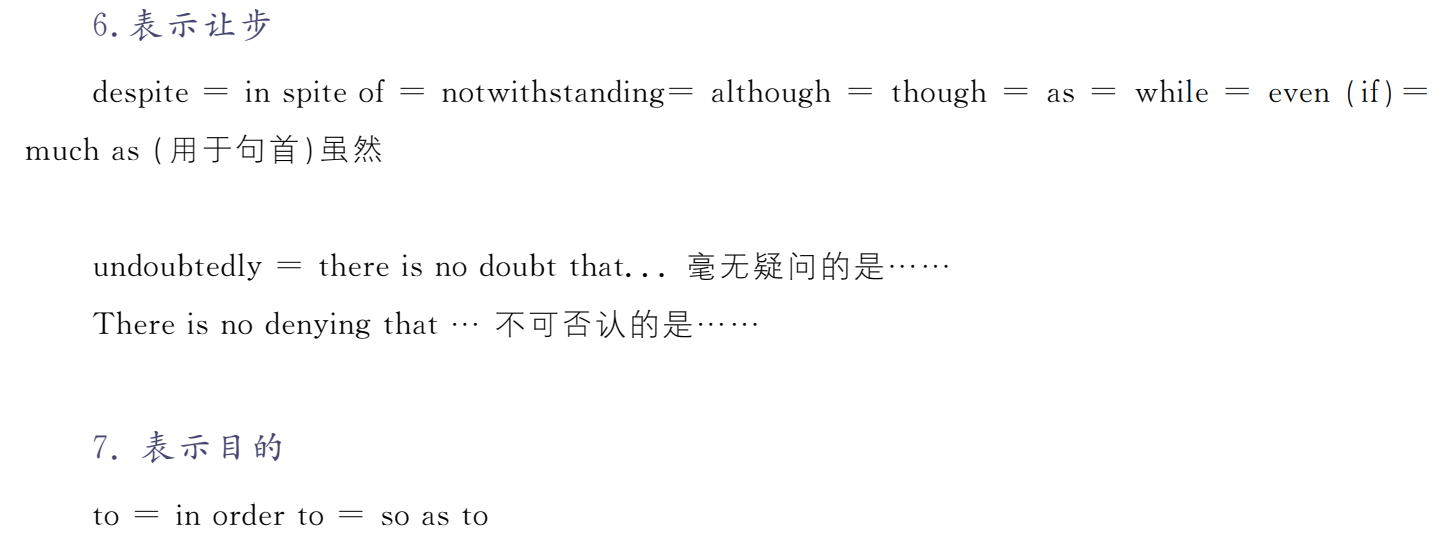 6. 表示让步
despite = in spite of = notwithstanding= although = though = as = while = even (if)=
much as (用于句首)虽然
undoubtedly = there is no doubt that... 毫无疑问的是……
There is no denying that … 不可否认的是……
7. 表示目的
to = in order to = so as to